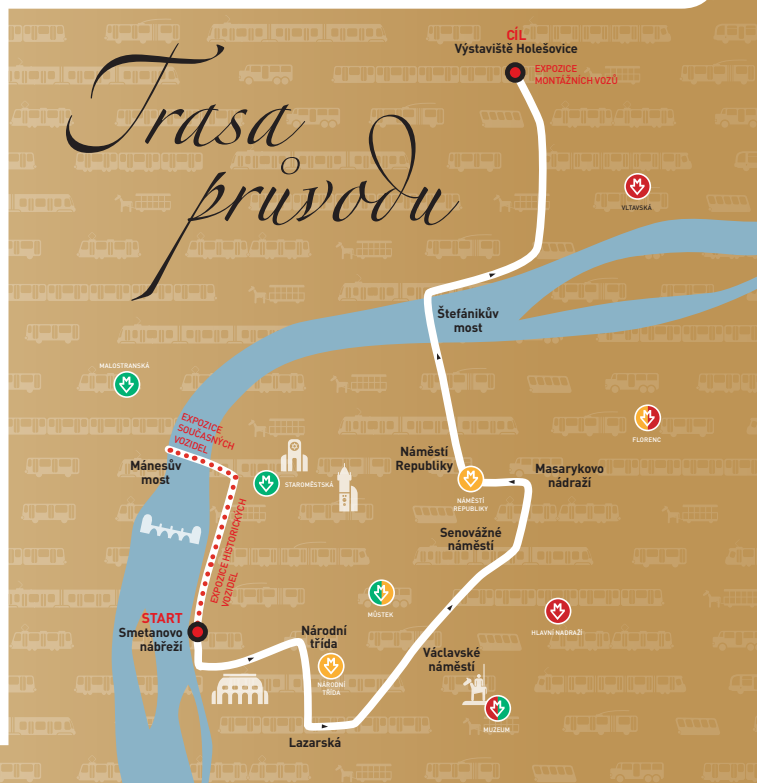 Trasa
průvodu
CÍL
Výstaviště Holešovice
EXPOZICE
MONTÁŽNÍCH VOZŮ
VLTAVSKÁ
Štefánikův
most
MALOSTRANSKÁ
EXPOZICE
SOUČASNÝCH
VOZIDEL
FLORENC
Mánesův
most
STAROMĚSTSKÁ
Náměstí
Republiky
Masarykovo
nádraží
NÁMĚSTÍ
REPUBLIKY
EXPOZICE HISTORICKÝCH
VOZIDEL
Senovážné
náměstí
MŮSTEK
HLAVNÍ NADRAŽÍ
START
Smetanovo
nábřeží
Národní
třída
NÁRODNÍ
TŘÍDA
Václavské
náměstí
MUZEUM
Lazarská